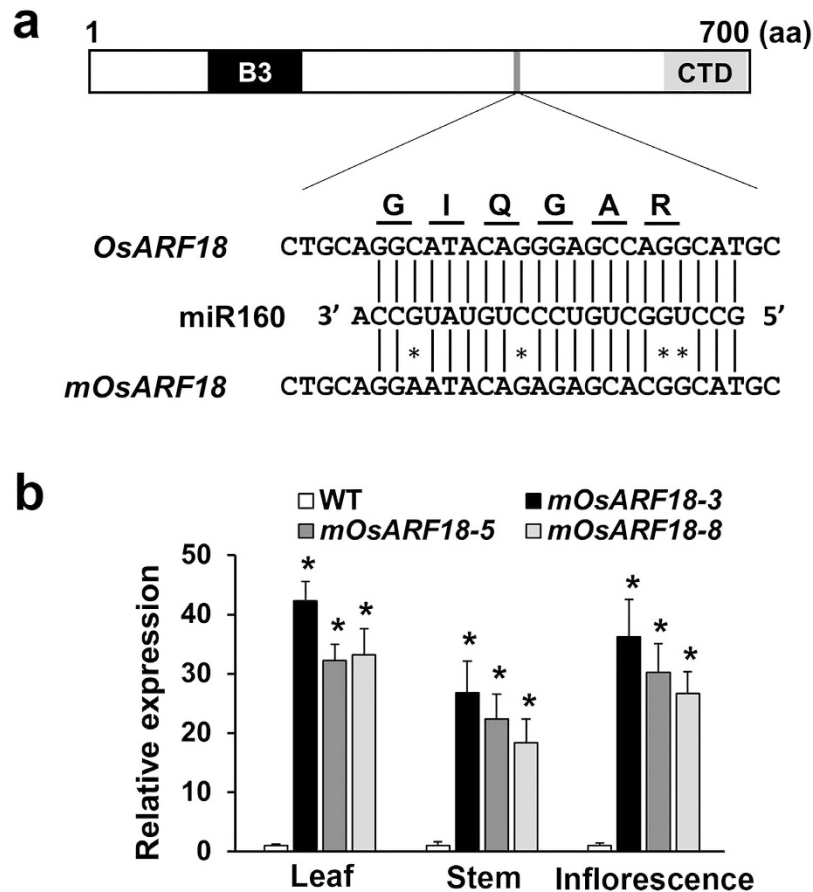 a
1 700 (aa)
B3 CTD
G I Q G A R
OsARF18 CTGCAGGCATACAGGGAGCCAGGCATGC
miR160 3’ ACCGUAUGUCCCUGUCGGUCCG 5’
* * **
mOsARF18 CTGCAGGAATACAGAGAGCACGGCATGC
b
WT mOsARF18-3
mOsARF18-5 mOsARF18-8
Relative expression
50
40
30
20
10
0
* * * * * * * * *
Leaf Stem Inflorescence